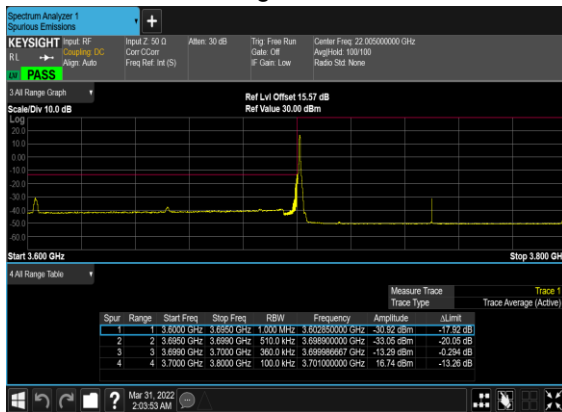 Spectrum Analyzer 1
Spurious Emissions
KEYSIGHT Input: RF Input Z: 50 Ω Atten: 30 dB Trig: Free Run Center Freq: 22.005000000 GHz
RL Coupling: DC Corr CCorr Gate: Off Avg|Hold: 100/100
Align: Auto Freq Ref: Int (S) IF Gain: Low Radio Std: None
PASS
3 All Range Graph Ref Lvl Offset 15.57 dB
Scale/Div 10.0 dB Ref Value 30.00 dBm
Log
20.0
10.0
0.00
-10.0
-20.0
-30.0
-40.0
-50.0
-60.0
Start 3.600 GHz Stop 3.800 GH
4 All Range Table
Measure Trace Trace 1
Trace Type Trace Average (Active)
Spur Range Start Freq Stop Freq RBW Frequency Amplitude ΔLimit
1 1 3.6000 GHz 3.6950 GHz 1.000 MHz 3.602850000 GHz -30.92 dBm -17.92 dB
2 2 3.6950 GHz 3.6990 GHz 510.0 kHz 3.698900000 GHz -33.05 dBm -20.05 dB
3 3 3.6990 GHz 3.7000 GHz 360.0 kHz 3.699986667 GHz -13.29 dBm -0.294 dB
4 4 3.7000 GHz 3.8000 GHz 100.0 kHz 3.701000000 GHz 16.74 dBm -13.26 dB
? Mar 31, 2022
2:03:53 AM